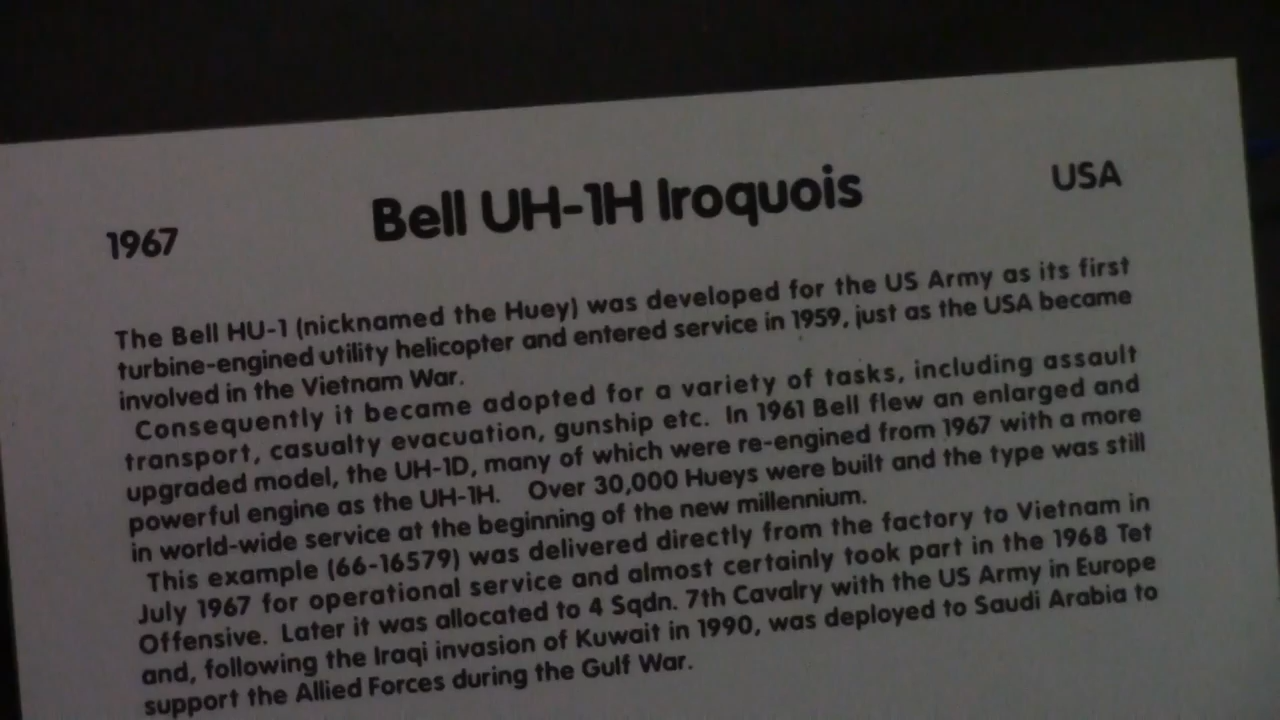 1967 Bell UH-1H Iroquois USA
The Bell HU-1 (nicknamed the Huey) was developed for the US Army as its first
turbine-engined utility helicopter and entered service in 1959, just as the USA became
involved in the Vietnam War.
Consequently it became adopted for a variety of tasks, including assault
transport, casualty evacuation, gunship etc. In 1961 Bell flew an enlarged and
upgraded model, the UH-1D, many of which were re-engined from 1967 with a more
powerful engine as the UH-1H. Over 30,000 Hueys were built and the type was still
in world-wide service at the beginning of the new millennium.
This example (66-16579) was delivered directly from the factory to Vietnam in
July 1967 for operational service and almost certainly took part in the 1968 Tet
Offensive. Later it was allocated to 4 Sqdn. 7th Cavalry with the US Army in Europe
and, following the Iraqi invasion of Kuwait in 1990, was deployed to Saudi Arabia to
support the Allied Forces during the Gulf War.